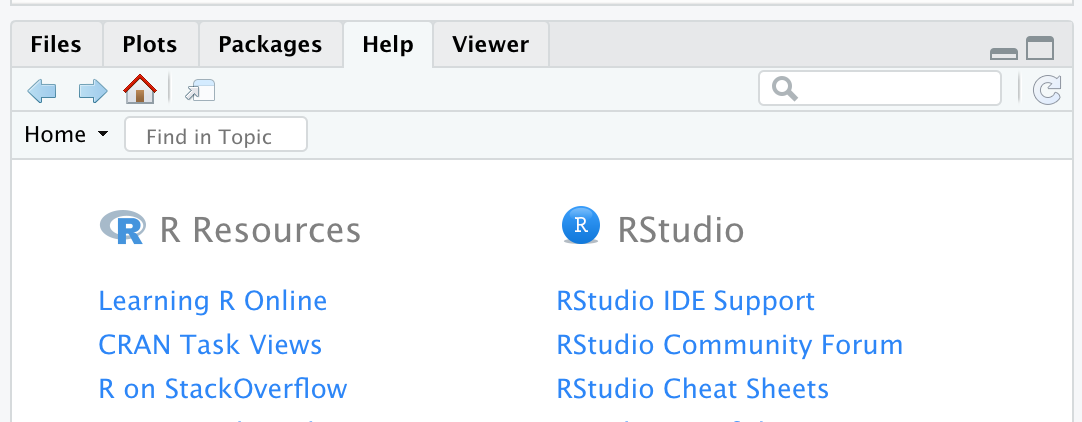 Files Plots Packages Help Viewer
Home Find in Topic
R R Resources
R RStudio
Learning R Online
RStudio IDE Support
CRAN Task Views
RStudio Community Forum
R on StackOverflow
RStudio Cheat Sheets